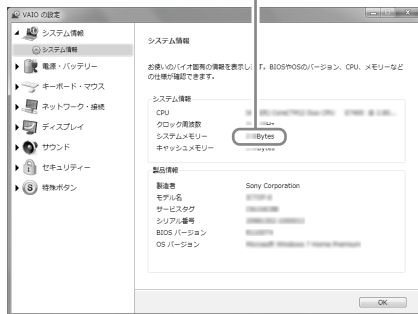 VAIO の設定
システム情報
システム情報
電源・バッテリー
キーボード・マウス
ネットワーク・接続
ディスプレイ
サウンド
セキュリティー
特殊ボタン
システム情報
お使いのバイオ固有の情報を表示します。BIOSやOSのバージョン、CPU、メモリーなど
の仕様が確認できます。
システム情報
CPU
クロック周波数
システムメモリー Bytes
キャッシュメモリー Bytes
製品情報
製造者 Sony Corporation
モデル名
サービスタグ
シリアル番号
BIOS バージョン
OS バージョン
OK